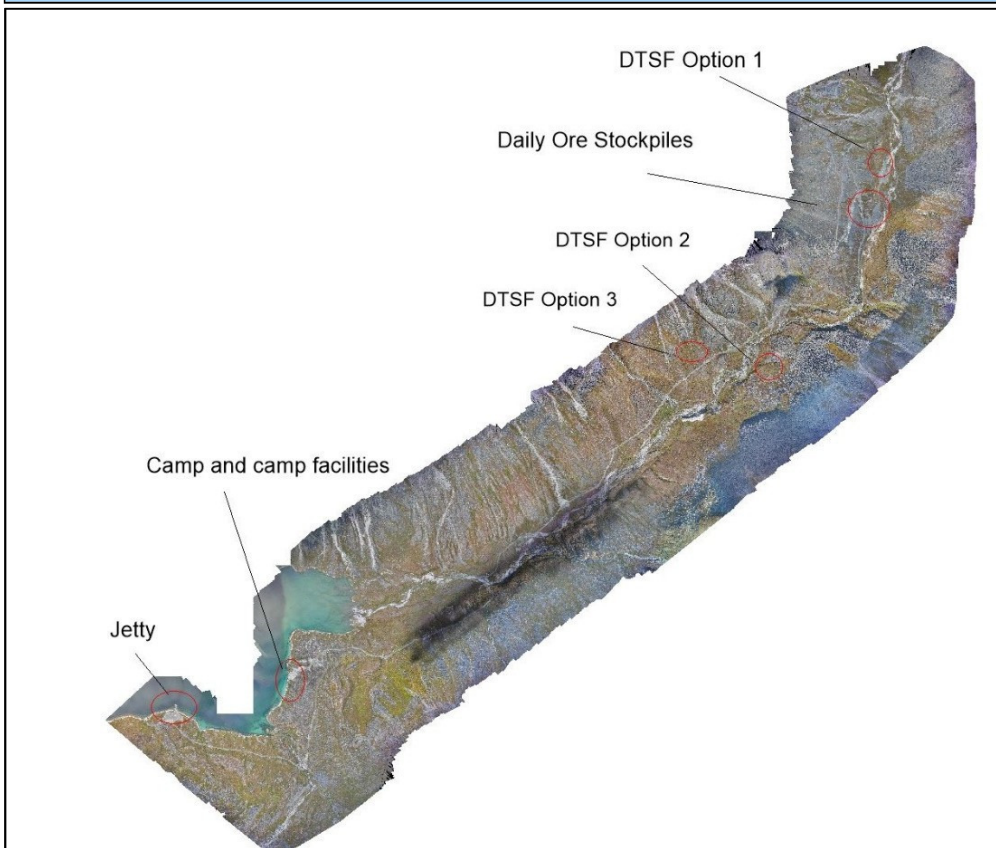 DTSF Option 1
Daily Ore Stockpiles
DTSF Option 2
DTSF Option 3
Camp and camp facilities
Jetty